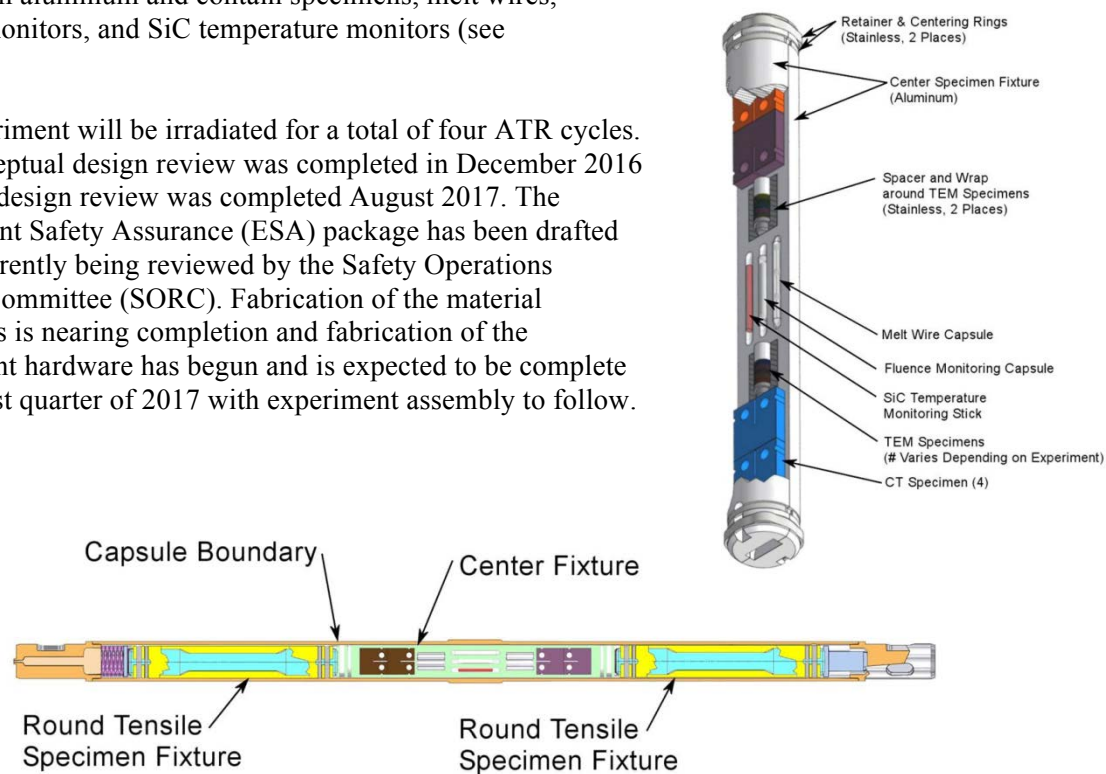 aluminum and contain specimens, melt wires,
onitors, and SiC temperature monitors (see
riment will be irradiated for a total of four ATR cycles.
eptual design review was completed in December 2016
design review was completed August 2017. The
nt Safety Assurance (ESA) package has been drafted
rrently being reviewed by the Safety Operations
ommittee (SORC). Fabrication of the material
s is nearing completion and fabrication of the
nt hardware has begun and is expected to be complete
st quarter of 2017 with experiment assembly to follow.
Retainer & Centering Rings
(Stainless, 2 Places)
Center Specimen Fixture
(Aluminum)
Spacer and Wrap
around TEM Specimens
(Stainless, 2 Places)
Melt Wire Capsule
Fluence Monitoring Capsule
SiC Temperature
Monitoring Stick
TEM Specimens
(# Varies Depending on Experiment)
CT Specimen (4)
Capsule Boundary
Center Fixture
Round Tensile
Specimen Fixture
Round Tensile
Specimen Fixture